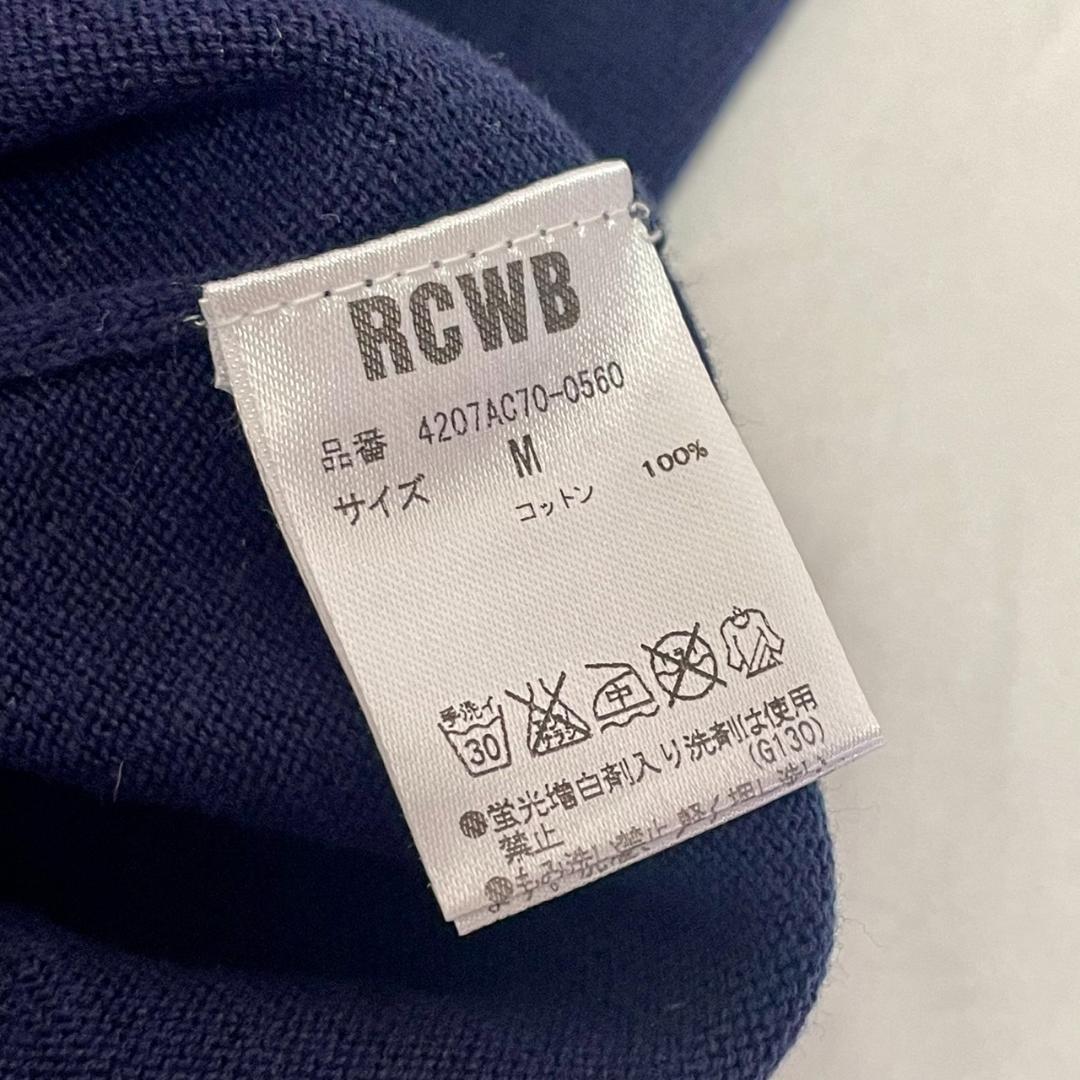 RCWB
品番 4207AC70-0560
サイズ M
コットン 100%
手洗イ
30
中
●蛍光増白剤入り洗剤は使用
禁止 (G130)